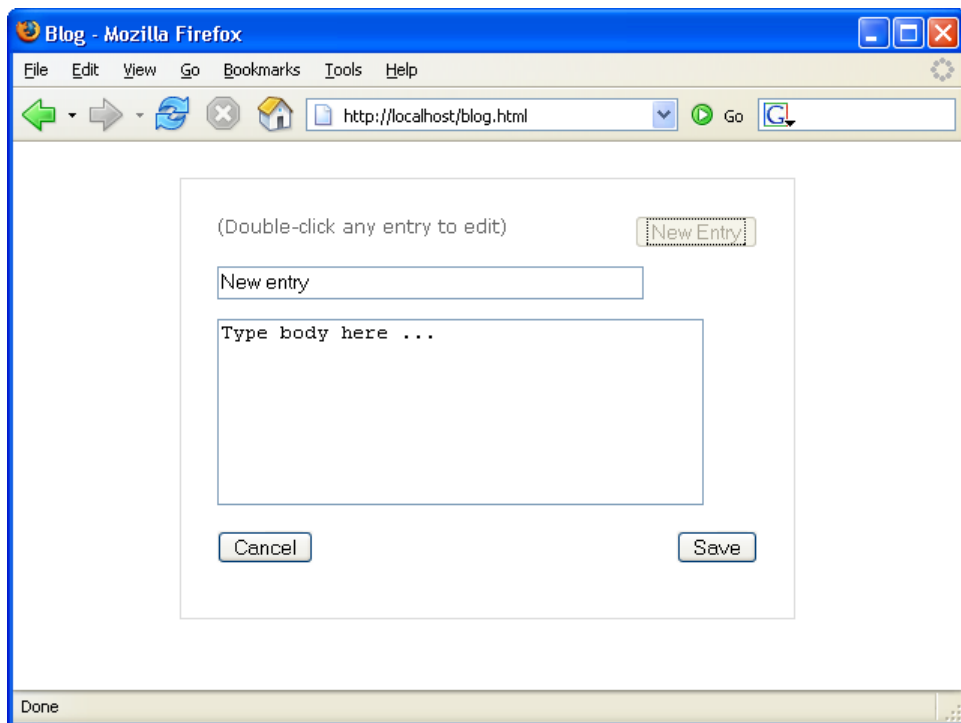 Blog - Mozilla Firefox
File Edit View Go Bookmarks Tools Help
http://localhost/blog.html Go G
(Double-click any entry to edit) New Entry
New entry
Type body here ...
Cancel Save
Done